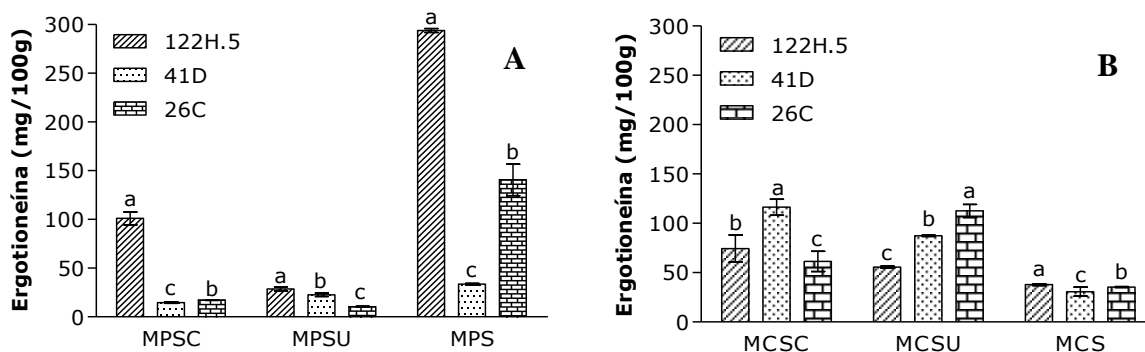 Ergotioneína (mg/100g)
300
250
200
150
100
50
0
122H.5
41D
26C
A
a
c
b
a
b
c
a
c
b
MPSC MPSU MPS
Ergotioneína (mg/100g)
300
250
200
150
100
50
0
122H.5
41D
26C
B
b
a
c
c
b
a
a
c
b
MCSC MCSU MCS